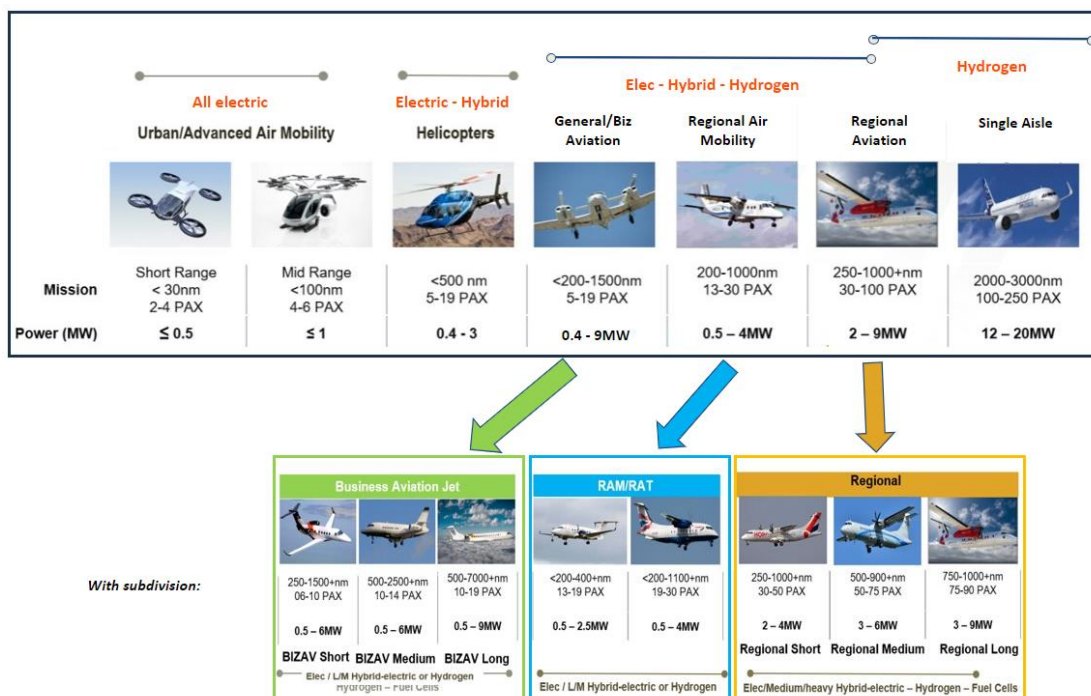 Hydrogen
All electric
Electric - Hybrid
Elec - Hybrid - Hydrogen
Urban/Advanced Air Mobility
Helicopters
General/Biz
Aviation
Regional Air
Mobility
Regional
Aviation
Single Aisle
Mission
Short Range
< 30nm
2-4 PAX
Mid Range
<100nm
4-6 PAX
<500 nm
5-19 PAX
<200-1500nm
5-19 PAX
200-1000nm
13-30 PAX
250-1000+nm
30-100 PAX
2000-3000nm
100-250 PAX
Power (MW)
≤ 0.5
≤ 1
0.4 - 3
0.4 - 9MW
0.5 – 4MW
2 – 9MW
12 – 20MW
With subdivision:
Business Aviation Jet
250-1500+nm
06-10 PAX
0.5 – 6MW
BIZAV Short
500-2500+nm
10-14 PAX
0.5 – 6MW
BIZAV Medium
500-7000+nm
10-19 PAX
0.5 – 9MW
BIZAV Long
Elec / L/M Hybrid-electric or Hydrogen
Hydrogen – Fuel Cells
RAM/RAT
<200-400+nm
13-19 PAX
0.5 – 2.5MW
<200-1100+nm
19-30 PAX
0.5 – 4MW
Elec / L/M Hybrid-electric or Hydrogen
Regional
250-1000+nm
30-50 PAX
2 – 4MW
Regional Short
500-900+nm
50-75 PAX
3 – 6MW
Regional Medium
750-1000+nm
75-90 PAX
3 – 9MW
Regional Long
Elec/Medium/heavy Hybrid-electric – Hydrogen – Fuel Cells